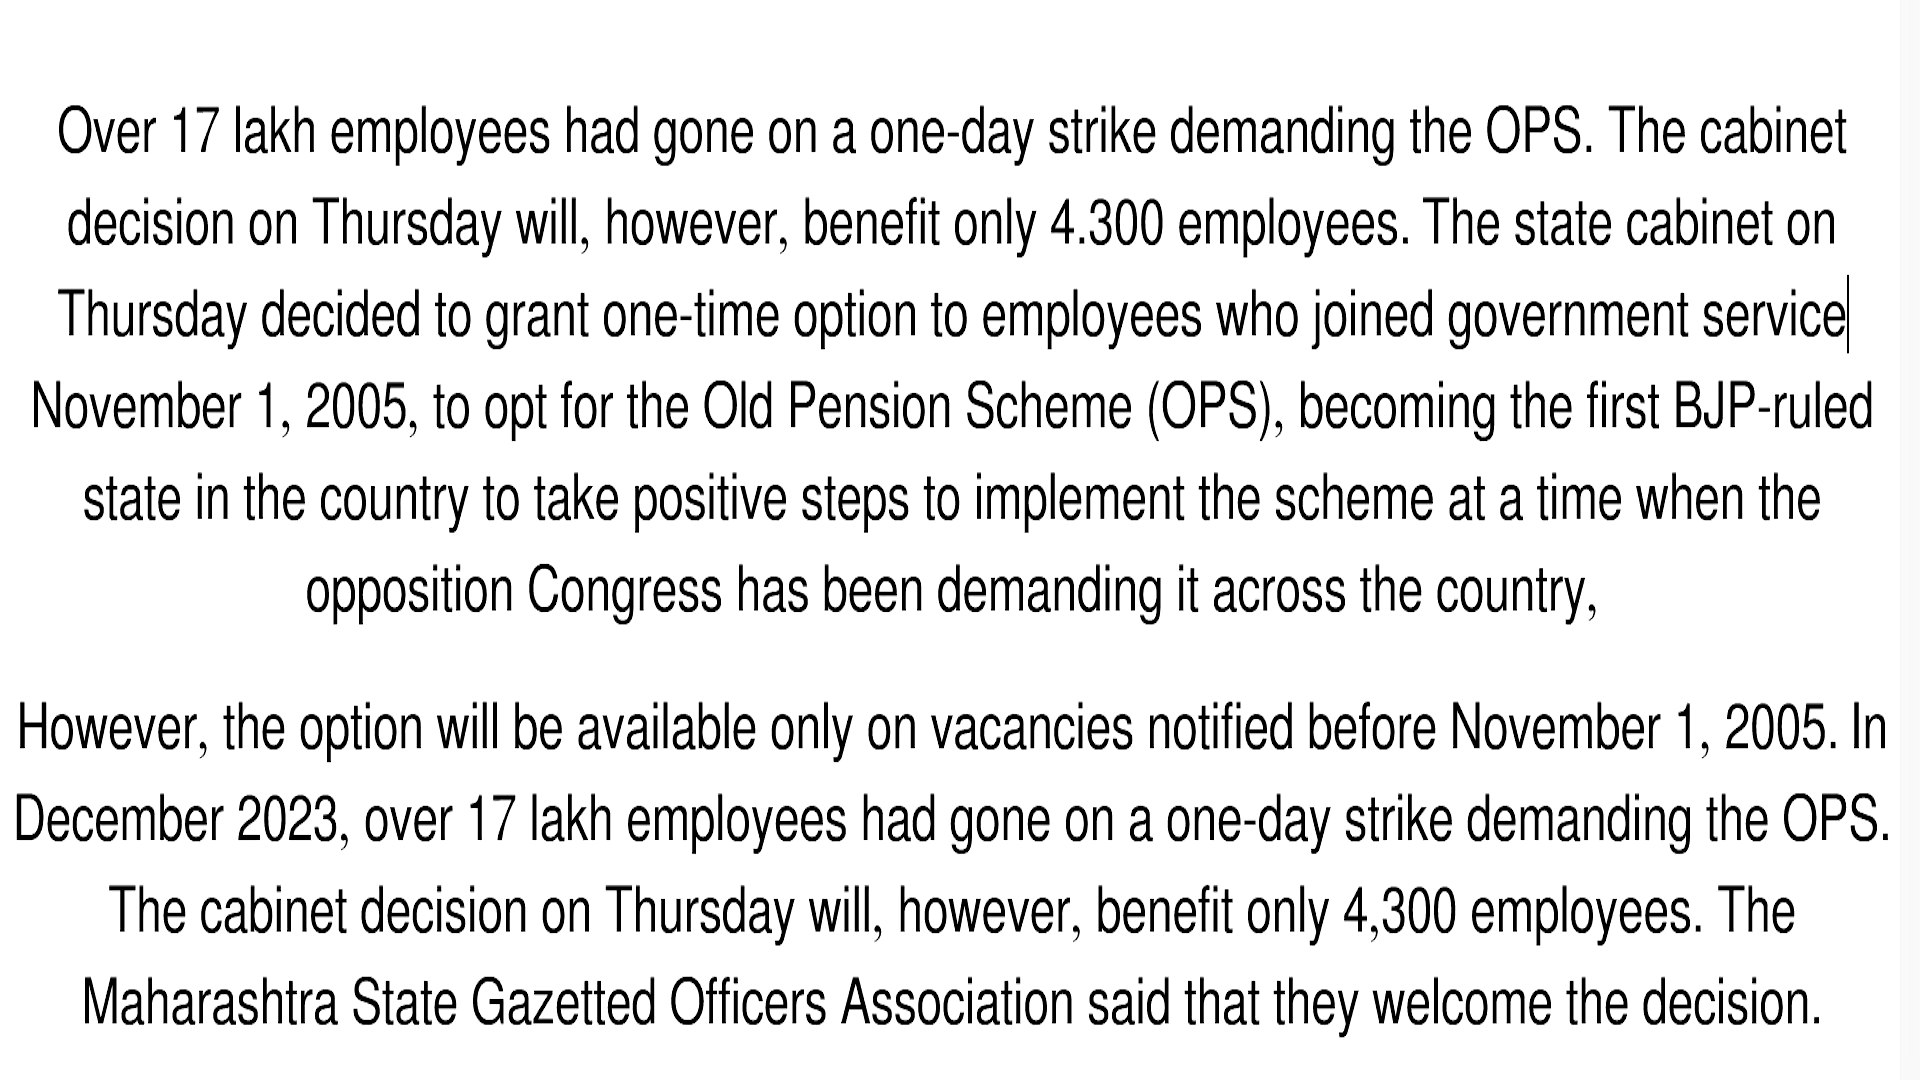 Over 17 lakh employees had gone on a one-day strike demanding the OPS. The cabinet
decision on Thursday will, however, benefit only 4.300 employees. The state cabinet on
Thursday decided to grant one-time option to employees who joined government service
November 1, 2005, to opt for the Old Pension Scheme (OPS), becoming the first BJP-ruled
state in the country to take positive steps to implement the scheme at a time when the
opposition Congress has been demanding it across the country,
However, the option will be available only on vacancies notified before November 1, 2005. In
December 2023, over 17 lakh employees had gone on a one-day strike demanding the OPS.
The cabinet decision on Thursday will, however, benefit only 4,300 employees. The
Maharashtra State Gazetted Officers Association said that they welcome the decision.